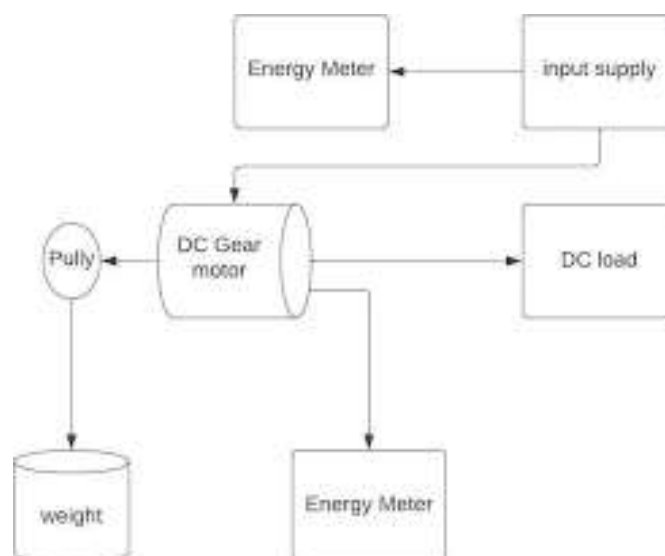 Energy Meter
input supply
Pully
DC Gear
motor
DC load
weight
Energy Meter